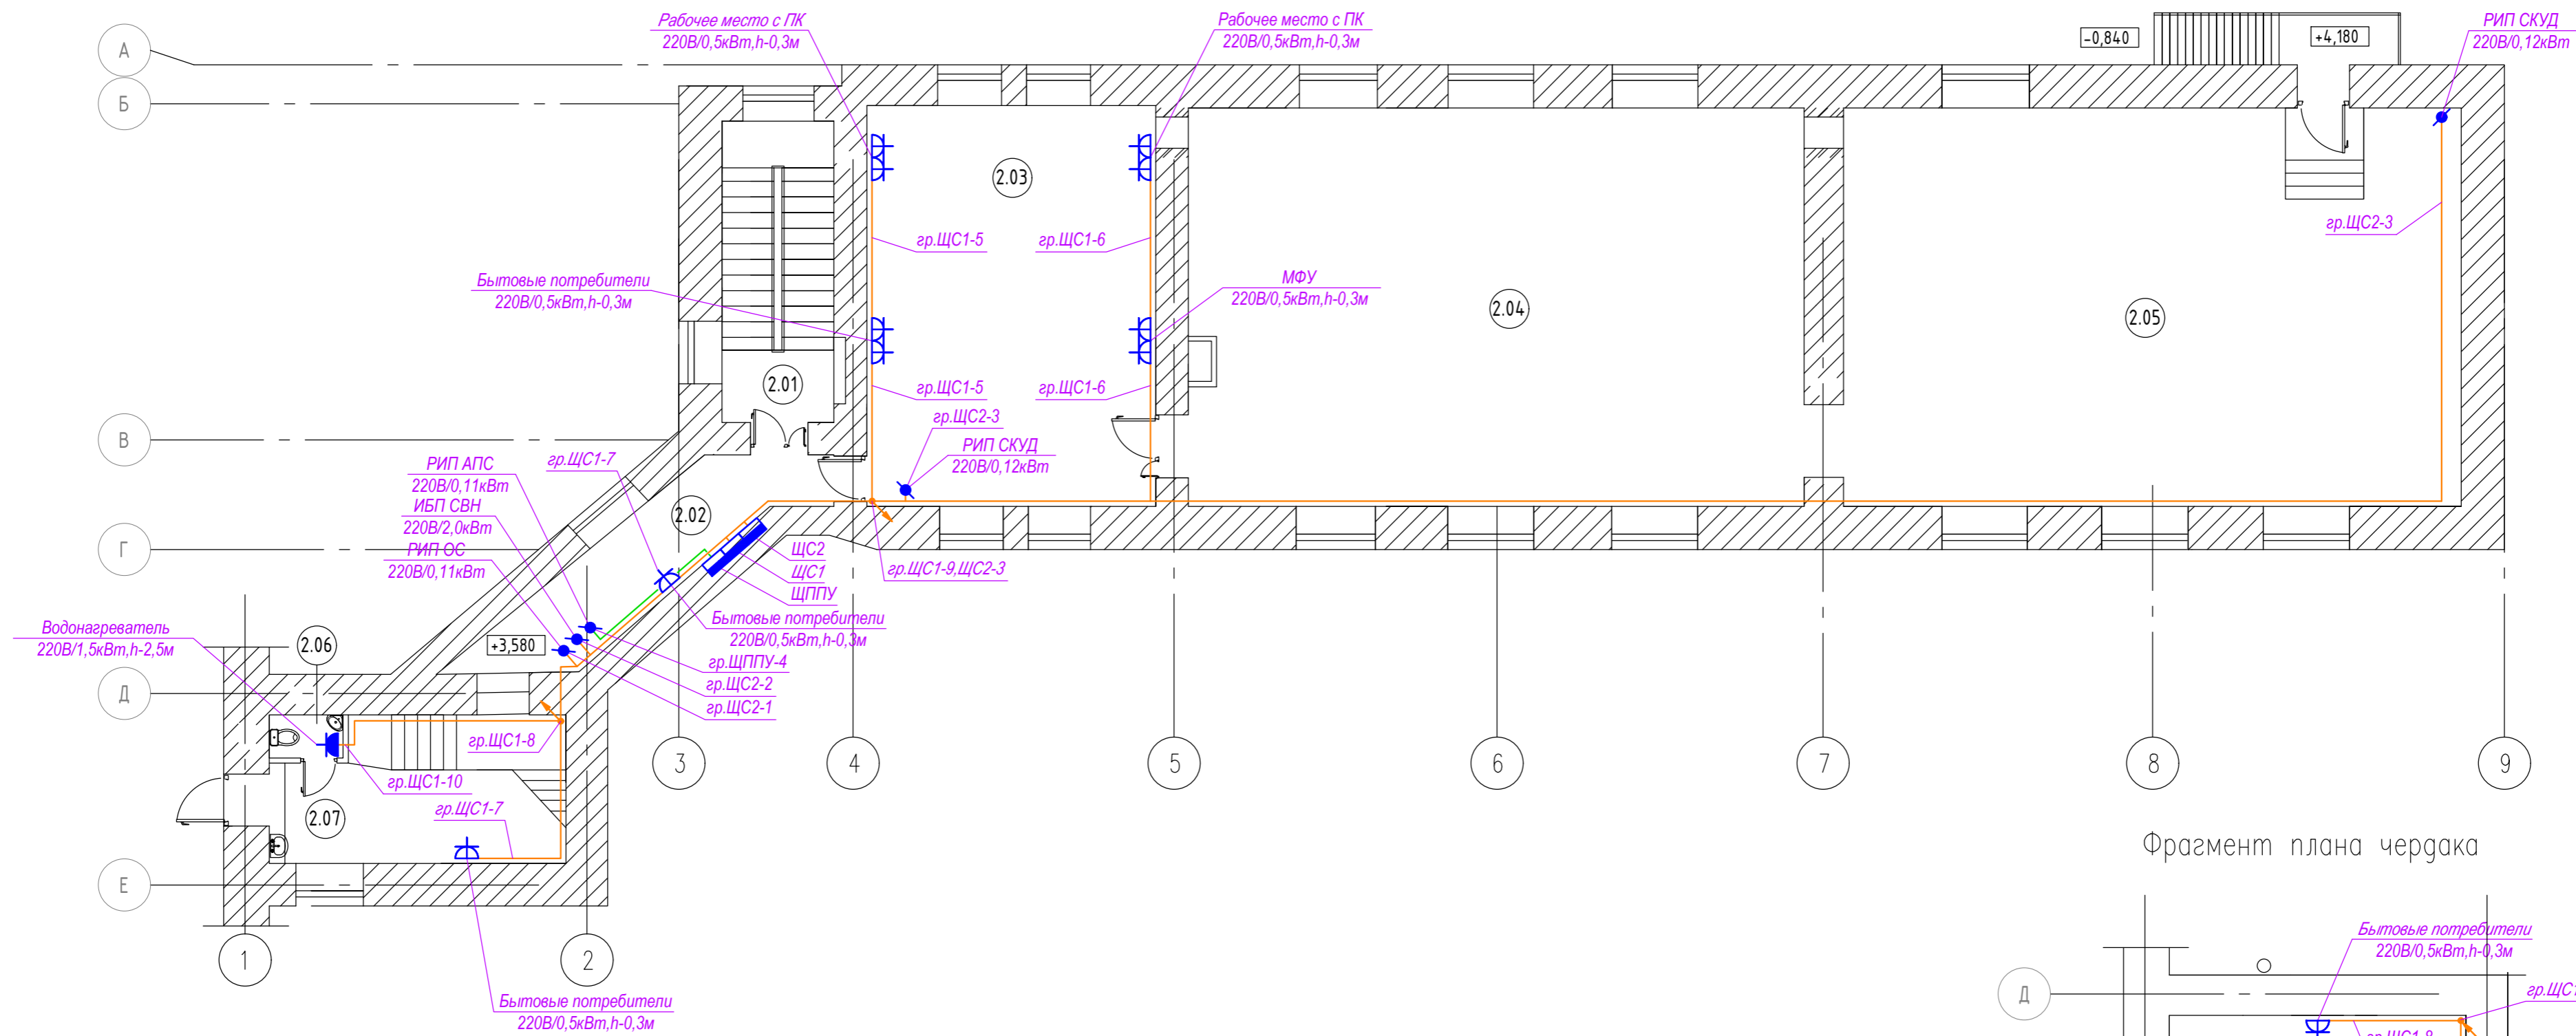 Рабочее место с ПК
220В/0,5кВт,h-0,3м
Рабочее место с ПК
220В/0,5кВт,h-0,3м
-0,840
+4,180
РИП СКУД
220В/0,12кВт
А
Б
2.03
гр.ЩС2-3
гр.ЩС1-5
гр.ЩС1-6
Бытовые потребители
220В/0,5кВт,h-0,3м
МФУ
220В/0,5кВт,h-0,3м
2.04
2.05
2.01
гр.ЩС1-5
гр.ЩС1-6
гр.ЩС2-3
В
РИП СКУД
220В/0,12кВт
РИП АПС
220В/0,11кВт
гр.ЩС1-7
ИБП СВН
220В/2,0кВт
2.02
Г
РИП ОС
220В/0,11кВт
ЩС2
ЩС1
ЩППУ
гр.ЩС1-9,ЩС2-3
Бытовые потребители
220В/0,5кВт,h-0,3м
Водонагреватель
220В/1,5кВт,h-2,5м
2.06
+3,580
гр.ЩППУ-4
гр.ЩС2-2
гр.ЩС2-1
Д
гр.ЩС1-8
гр.ЩС1-10
3
4
5
6
7
8
9
гр.ЩС1-7
2.07
Фрагмент плана чердака
Е
1
2
Бытовые потребители
220В/0,5кВт,h-0,3м
Бытовые потребители
220В/0,5кВт,h-0,3м
Д
гр.ЩС1
гр.ЩС1-8